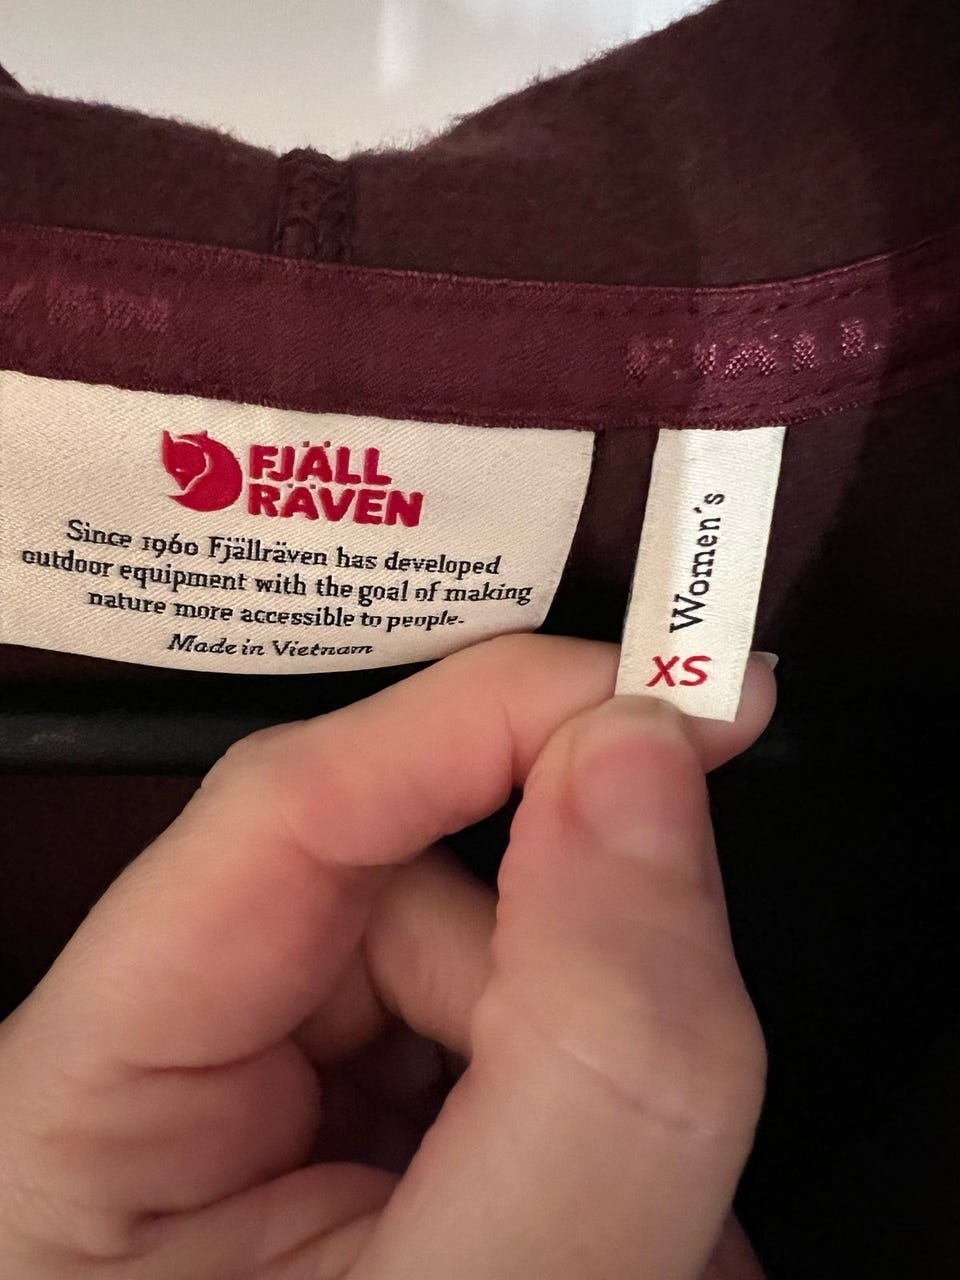 FJÄLL
RÄVEN
Since 1960 Fjällräven has developed
outdoor equipment with the goal of making
nature more accessible to people.
Made in Vietnam
Women's
XS